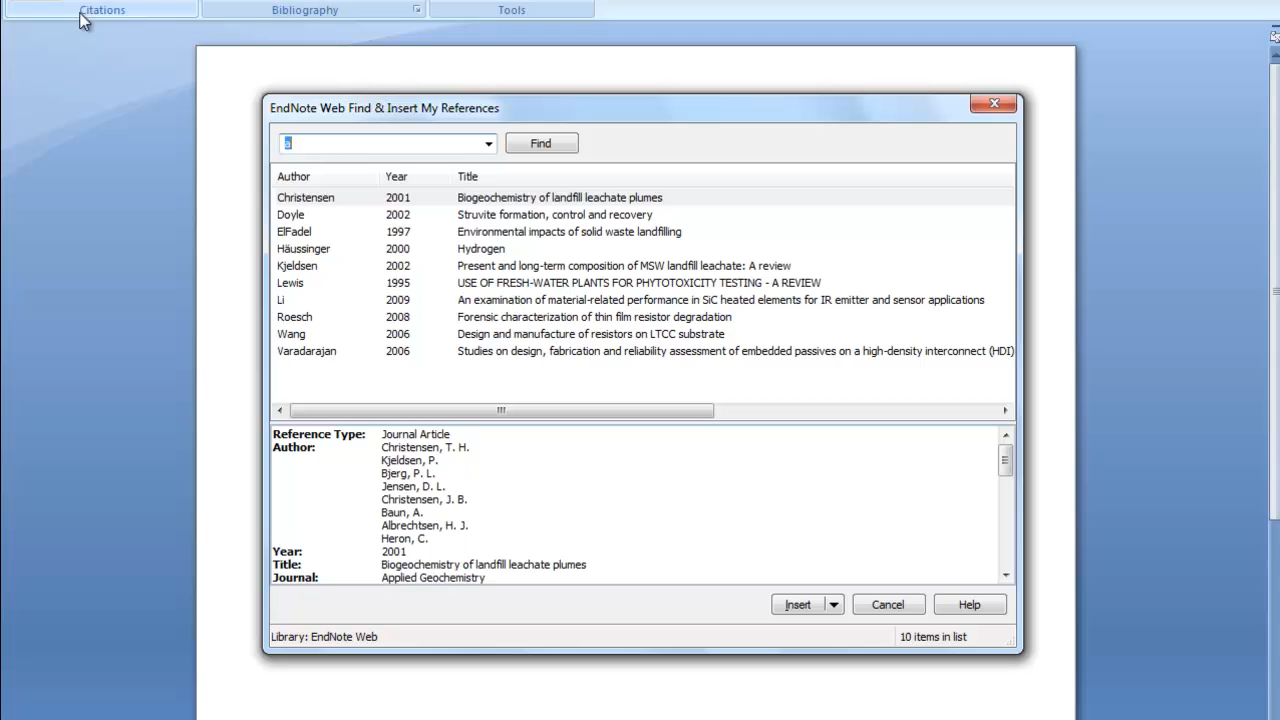 Citations Bibliography Tools
EndNote Web Find & Insert My References
a Find
Author Year Title
Christensen 2001 Biogeochemistry of landfill leachate plumes
Doyle 2002 Struvite formation, control and recovery
ElFadel 1997 Environmental impacts of solid waste landfilling
Häussinger 2000 Hydrogen
Kjeldsen 2002 Present and long-term composition of MSW landfill leachate: A review
Lewis 1995 USE OF FRESH-WATER PLANTS FOR PHYTOTOXICITY TESTING - A REVIEW
Li 2009 An examination of material-related performance in SiC heated elements for IR emitter and sensor applications
Roesch 2008 Forensic characterization of thin film resistor degradation
Wang 2006 Design and manufacture of resistors on LTCC substrate
Varadarajan 2006 Studies on design, fabrication and reliability assessment of embedded passives on a high-density interconnect (HDI)
Reference Type: Journal Article
Author: Christensen, T. H.
Kjeldsen, P.
Bjerg, P. L.
Jensen, D. L.
Christensen, J. B.
Baun, A.
Albrechtsen, H. J.
Heron, C.
Year: 2001
Title: Biogeochemistry of landfill leachate plumes
Journal: Applied Geochemistry
Insert Cancel Help
Library: EndNote Web 10 items in list